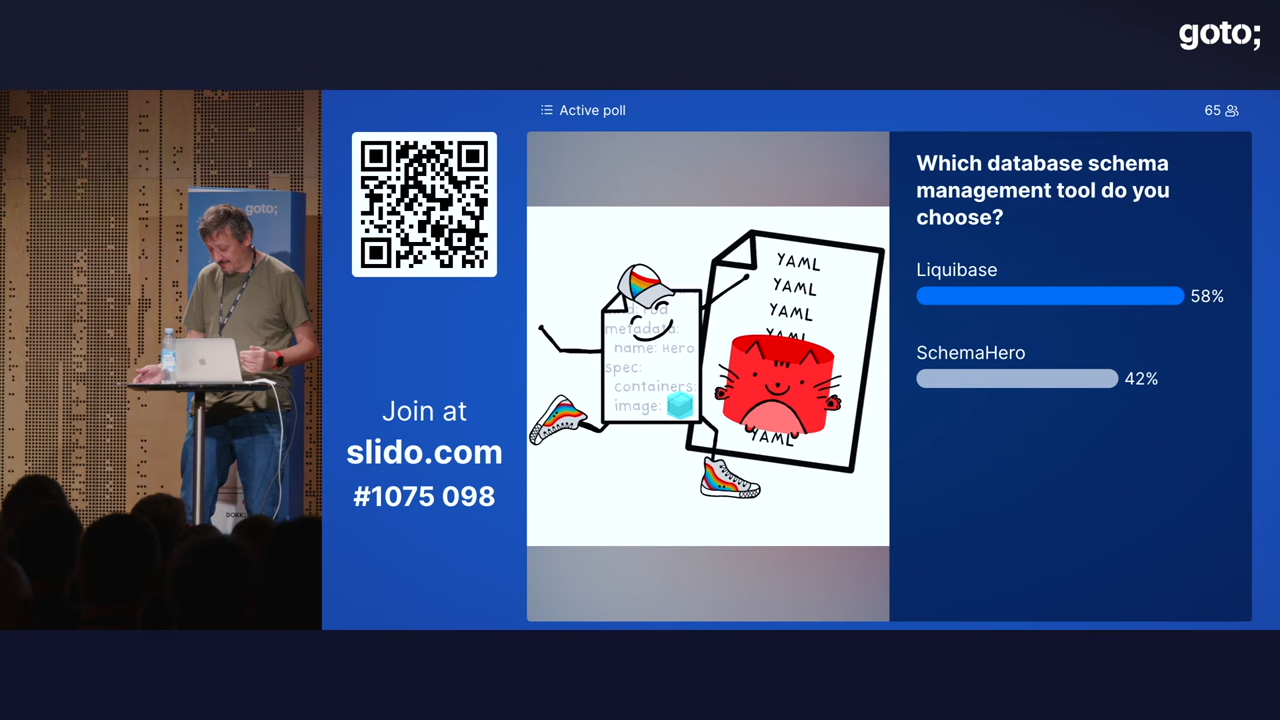 goto;
Active poll
65
Which database schema
management tool do you
choose?
Liquibase
58%
SchemaHero
42%
goto;
Join at
slido.com
#1075 098
metadata:
name: Hero
spec:
containers:
image:
YAML
YAML
YAML
YAML
YAML